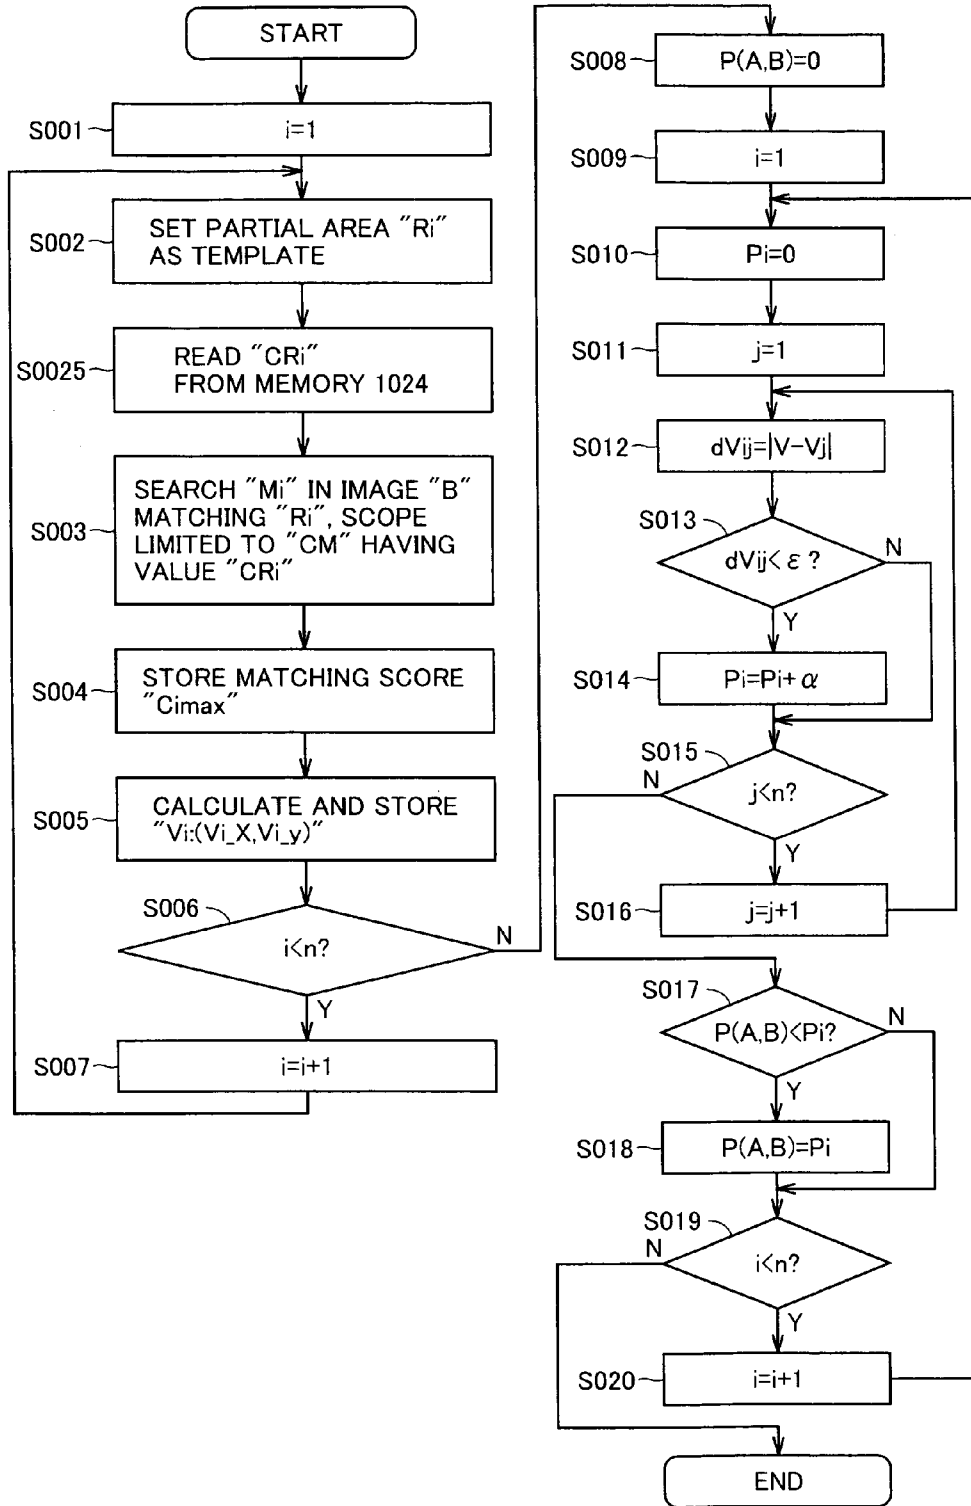 START
S001
i=1
S002
SET PARTIAL AREA "Ri"
AS TEMPLATE
S0025
READ "CRi"
FROM MEMORY 1024
S003
SEARCH "Mi" IN IMAGE "B"
MATCHING "Ri", SCOPE
LIMITED TO "CM" HAVING
VALUE "CRi"
S004
STORE MATCHING SCORE
"Cimax"
S005
CALCULATE AND STORE
"Vi:(Vi_X,Vi_y)"
S006
i<n?
N
Y
S007
i=i+1
S008
P(A,B)=0
S009
i=1
S010
Pi=0
S011
j=1
S012
dVij=|V-Vj|
S013
dVij<ε?
N
Y
S014
Pi=Pi+α
S015
N
j<n?
Y
S016
j=j+1
S017
P(A,B)<Pi?
N
Y
S018
P(A,B)=Pi
S019
N
i<n?
Y
S020
i=i+1
END